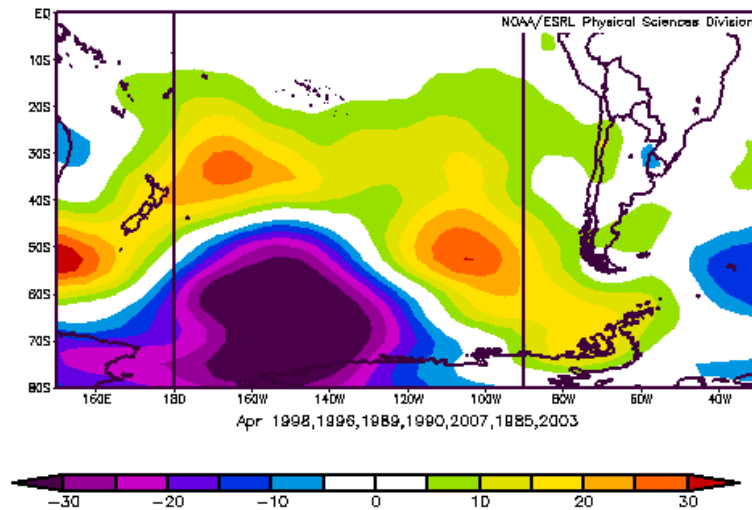 NOAA/ESRL Physical Sciences Division
EQ
10S
20S
30S
40S
50S
60S
70S
80S
160E 180 160W 140W 120W 100W 80W 60W 40W
Apr 1998,1996,1989,1990,2007,1985,2003
-30 -20 -10 0 10 20 30